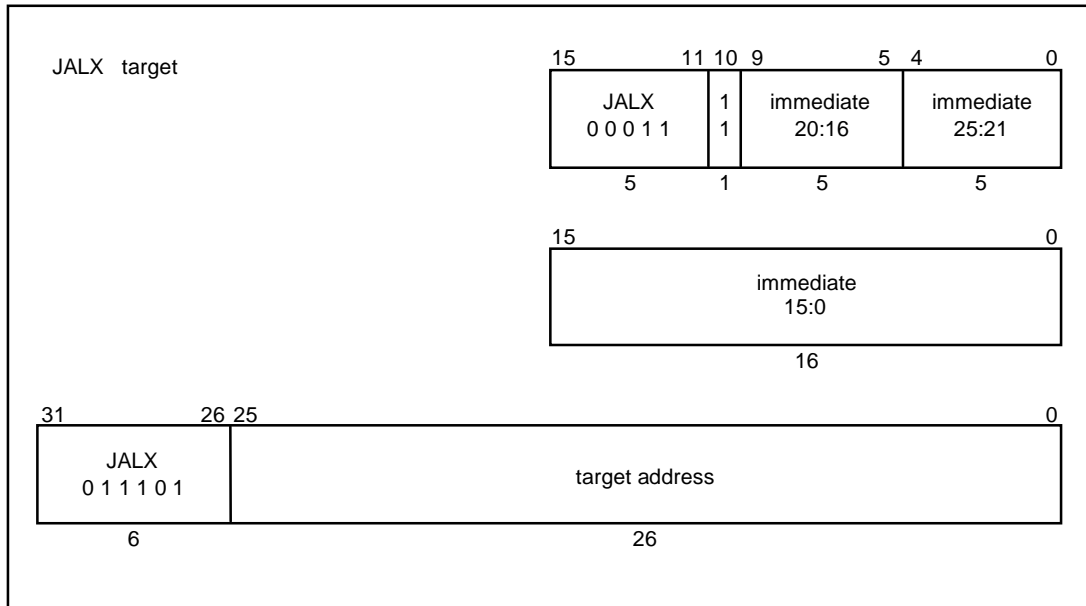 JALX target
15 11 10 9 5 4 0
JALX 1 immediate immediate
0 0 0 1 1 1 20:16 25:21
5 1 5 5
15 0
immediate
15:0
16
31 26 25 0
JALX
0 1 1 1 0 1
target address
6 26